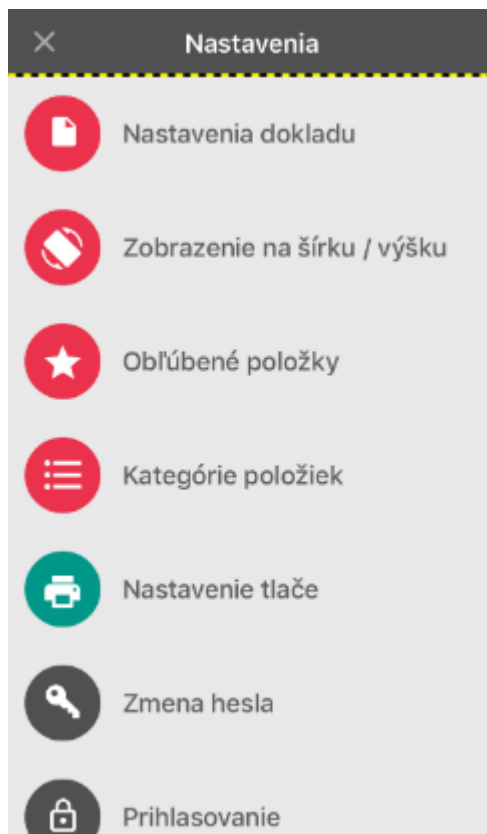 Nastavenia
Nastavenia dokladu
Zobrazenie na šírku / výšku
Obľúbené položky
Kategórie položiek
Nastavenie tlače
Zmena hesla
Prihlasovanie